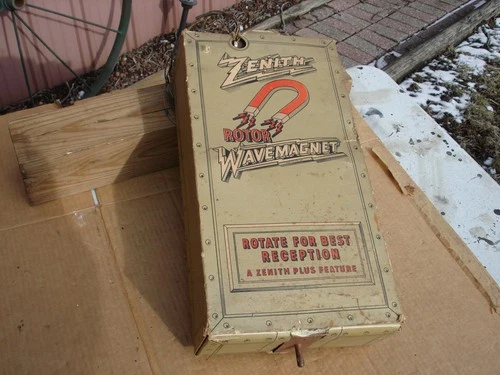 ZENITH
ROTOR
WAVEMAGNET
ROTATE FOR BEST
RECEPTION
A ZENITH PLUS FEATURE